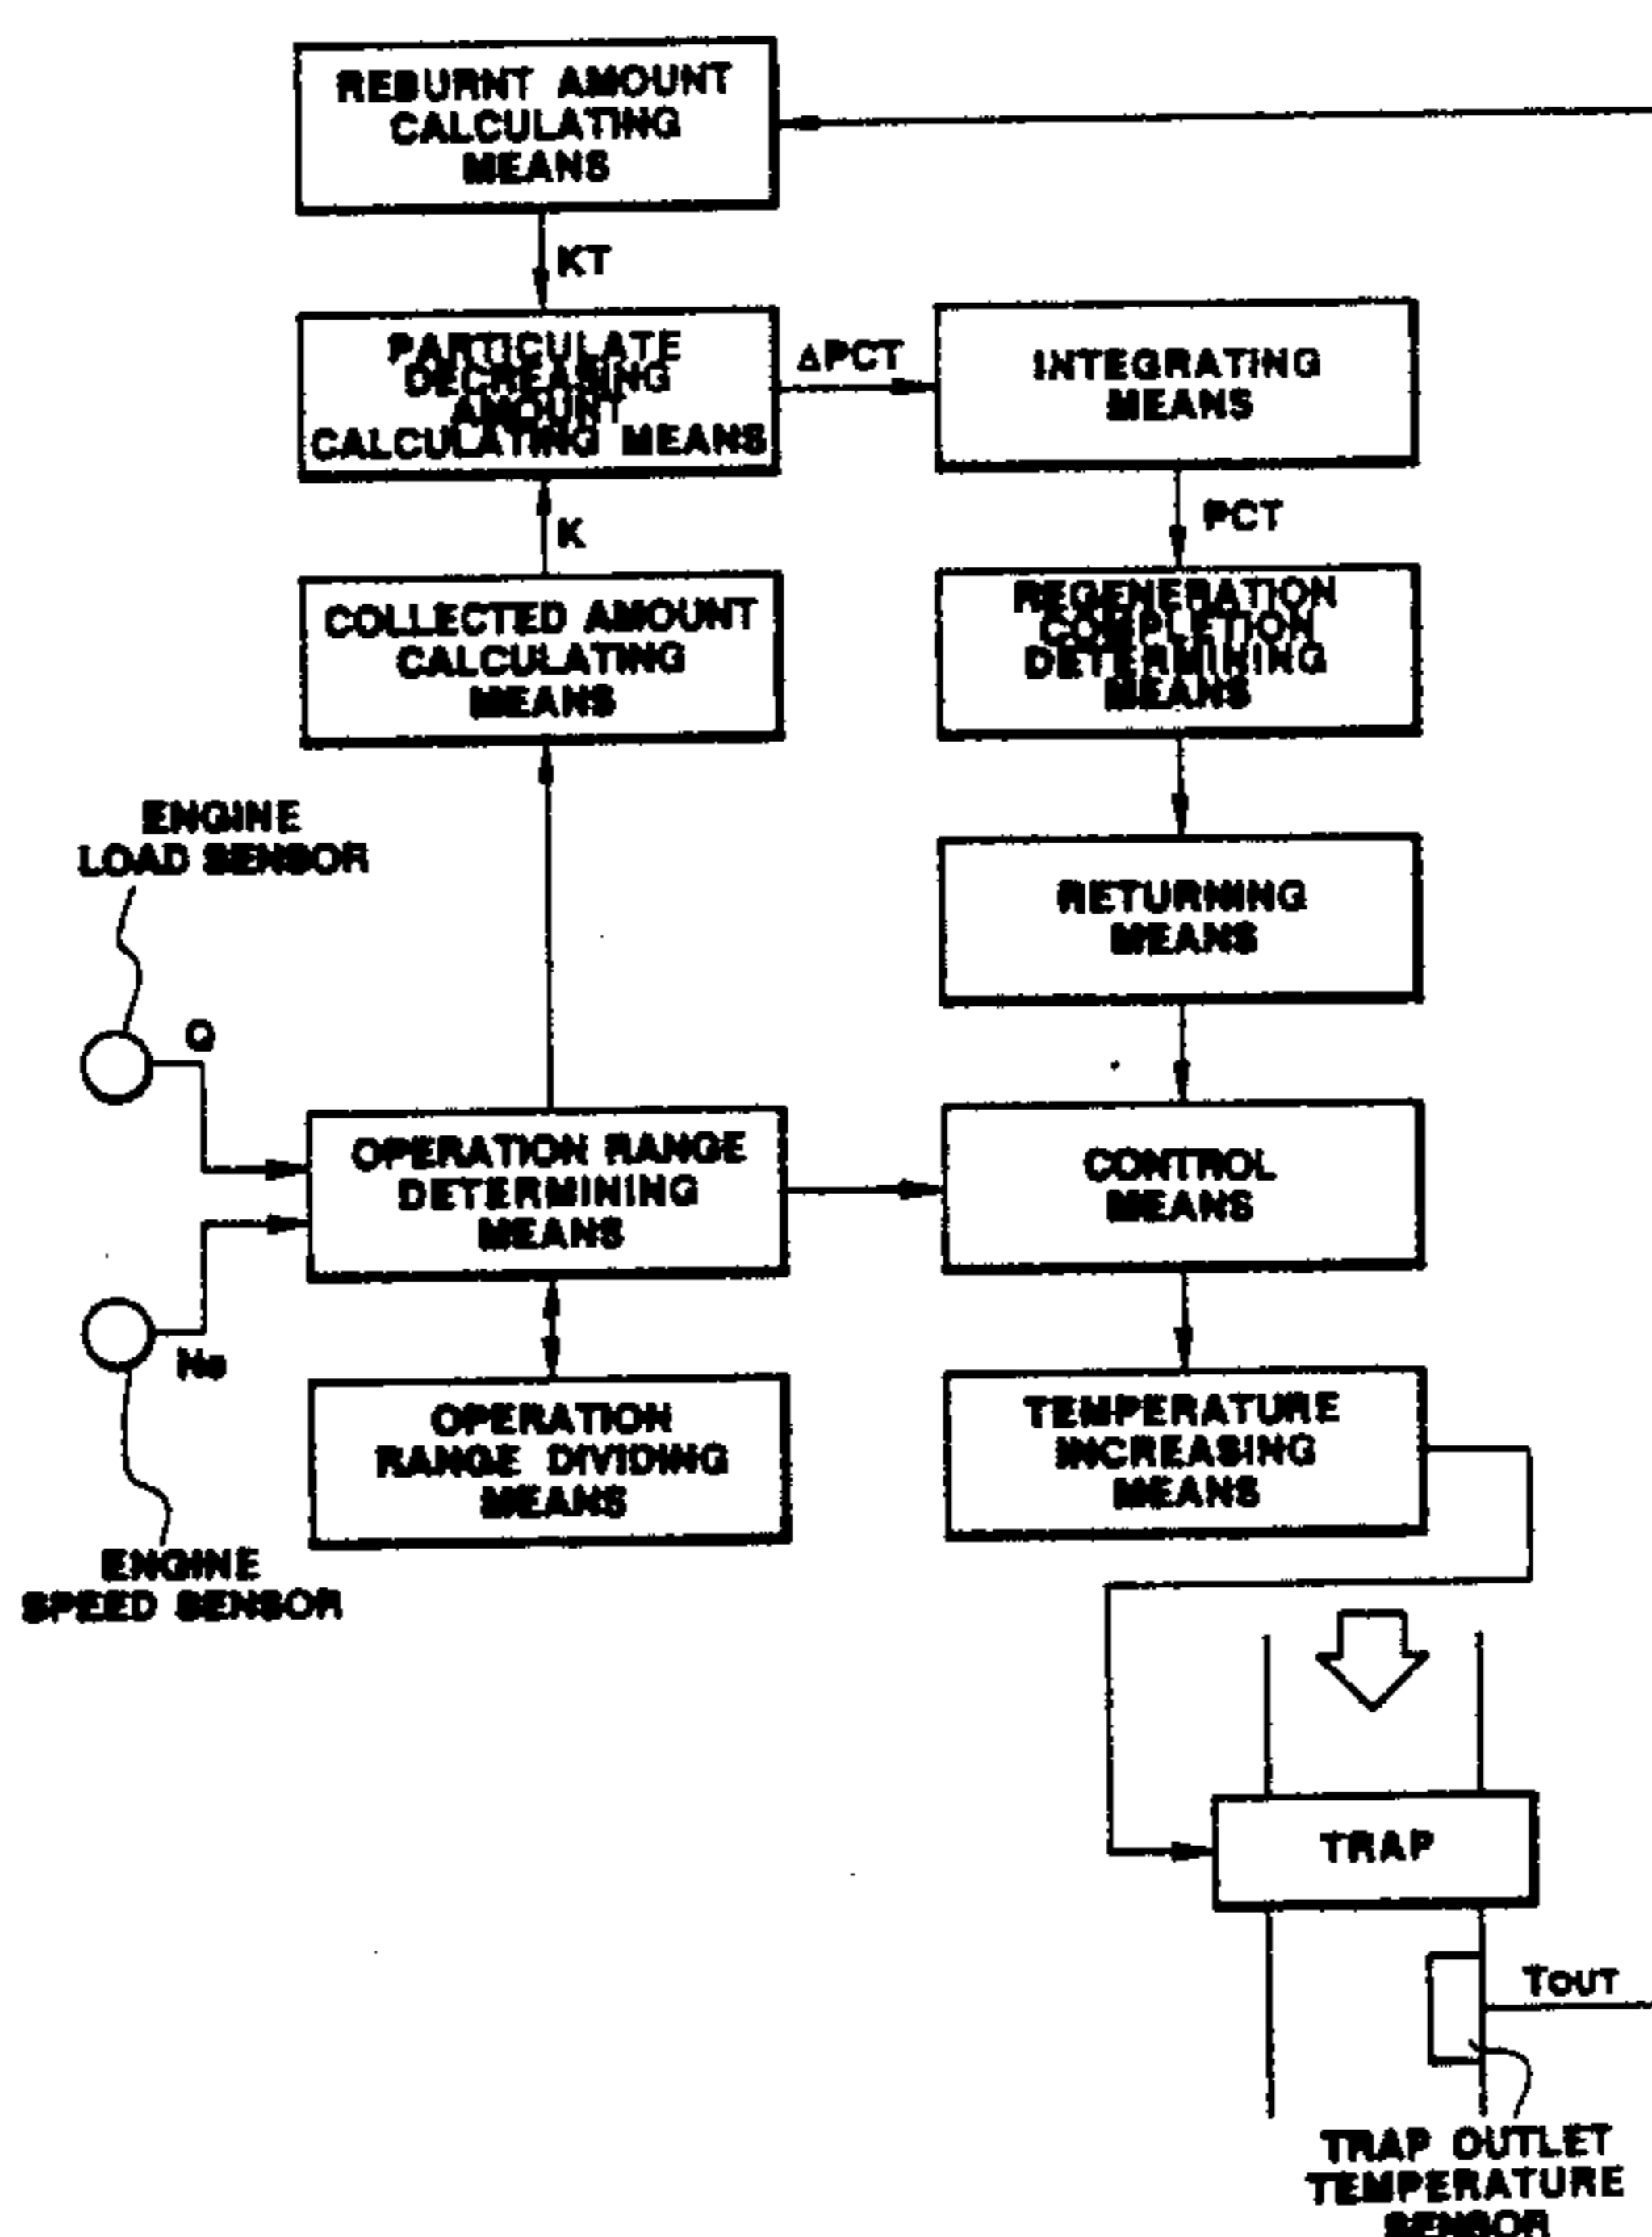 REBURNT AMOUNT
CALCULATING
MEANS
KT
PARTICULATE
DECREASING
AMOUNT
CALCULATING MEANS
ΔPCT
INTEGRATING
MEANS
K
PCT
COLLECTED AMOUNT
CALCULATING
MEANS
REGENERATION
COMPLETION
DETERMINING
MEANS
ENGINE
LOAD SENSOR
RETURNING
MEANS
Q
OPERATION RANGE
DETERMINING
MEANS
CONTROL
MEANS
Ne
OPERATION
RANGE DIVIDING
MEANS
TEMPERATURE
INCREASING
MEANS
ENGINE
SPEED SENSOR
TRAP
TOUT
TRAP OUTLET
TEMPERATURE
SENSOR